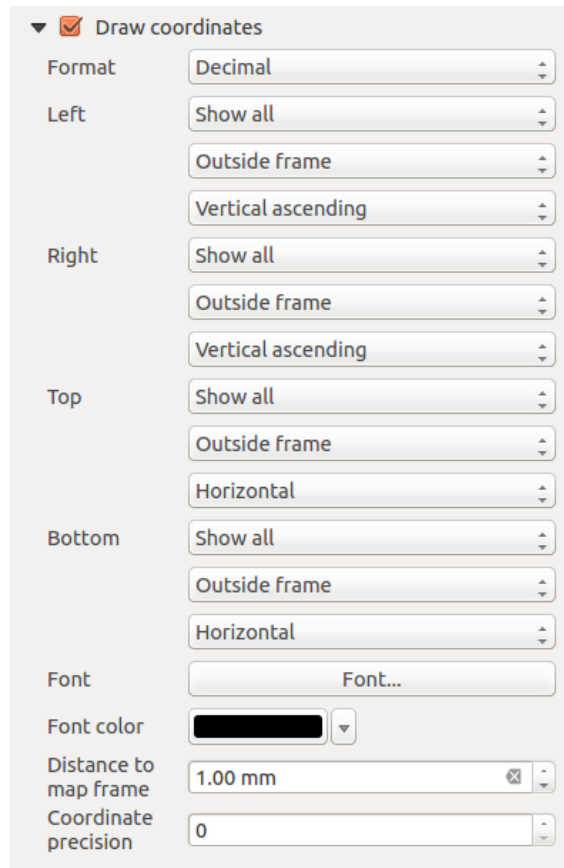 Draw coordinates
Format Decimal
Left Show all
Outside frame
Vertical ascending
Right Show all
Outside frame
Vertical ascending
Top Show all
Outside frame
Horizontal
Bottom Show all
Outside frame
Horizontal
Font Font...
Font color
Distance to
map frame
1.00 mm
Coordinate
precision
0